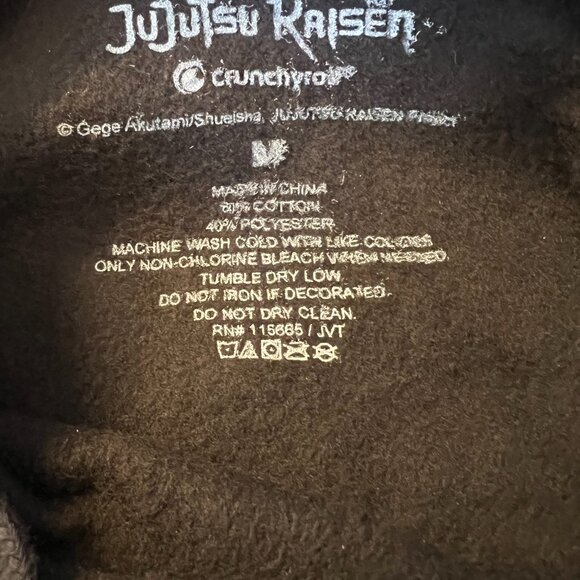 JUJUTSU KAISEN
crunchyroll
© Gege Akutami/Shueisha, JUJUTSU KAISEN Project
M
MADE IN CHINA
60% COTTON
40% POLYESTER
MACHINE WASH COLD WITH LIKE COLORS
ONLY NON-CHLORINE BLEACH WHEN NEEDED.
TUMBLE DRY LOW.
DO NOT IRON IF DECORATED.
DO NOT DRY CLEAN.
RN# 115665 / JVT